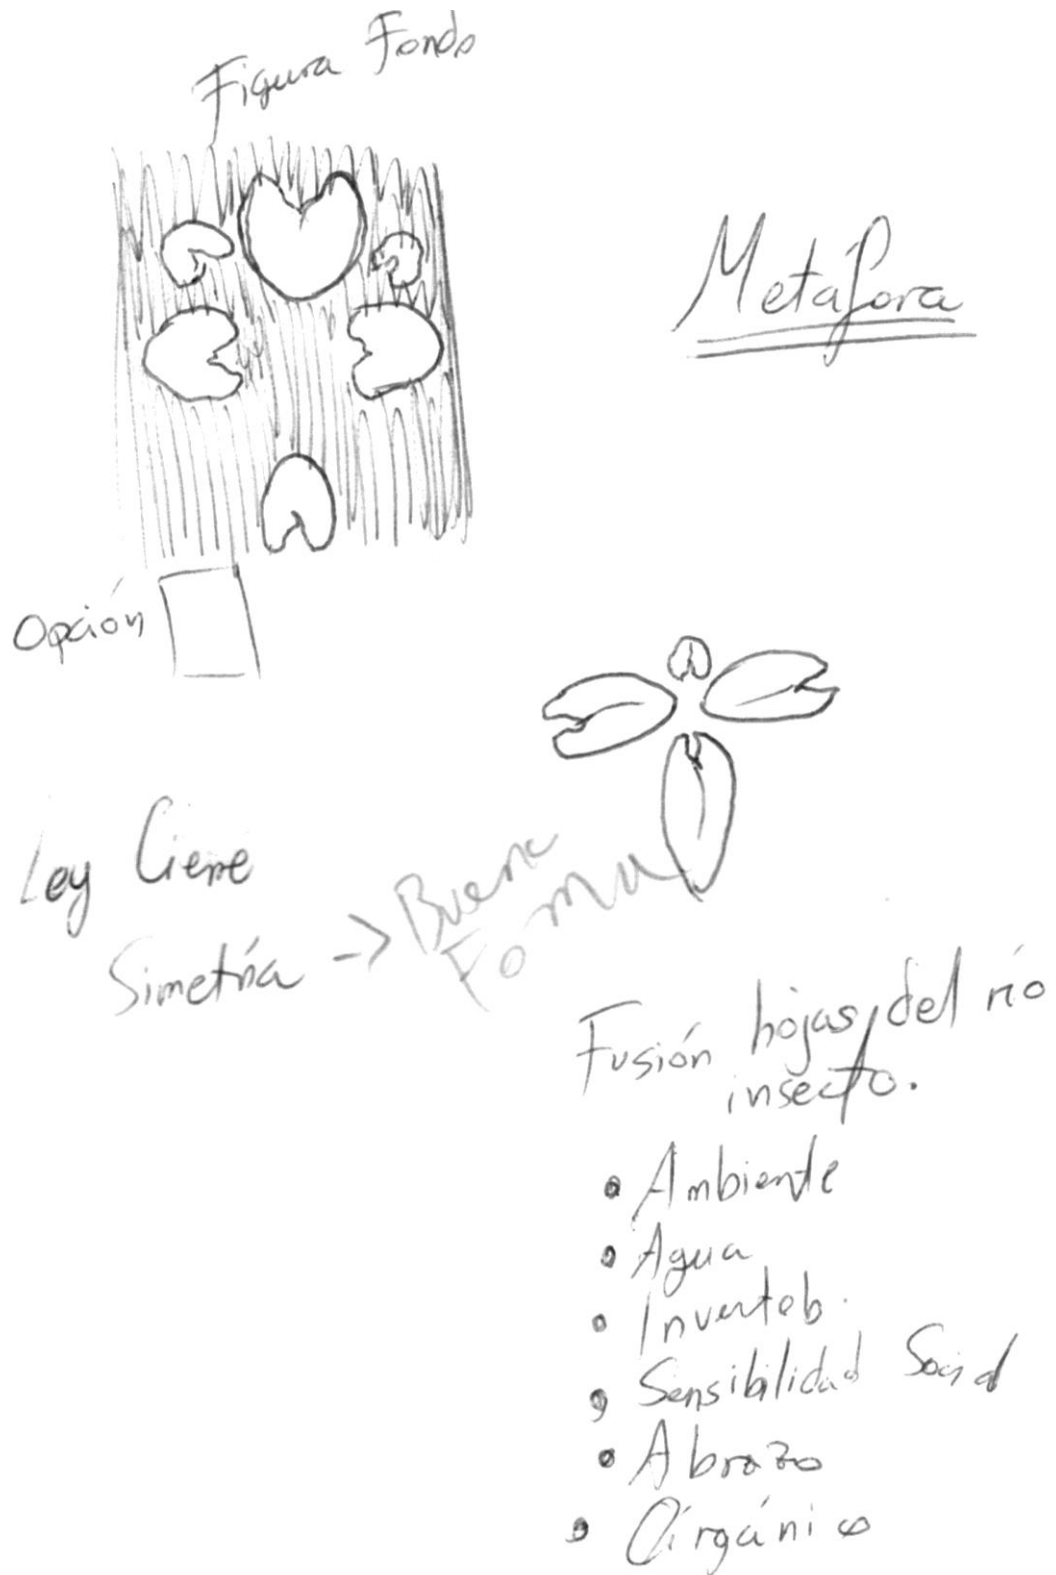 Figura Fondo
Metáfora
Opción
Ley Cierre
Simetría -> Buena
Forma
Fusión hojas del río
insecto.
• Ambiente
• Agua
• Inverteb.
• Sensibilidad Social
• Abrazo
• Orgánico